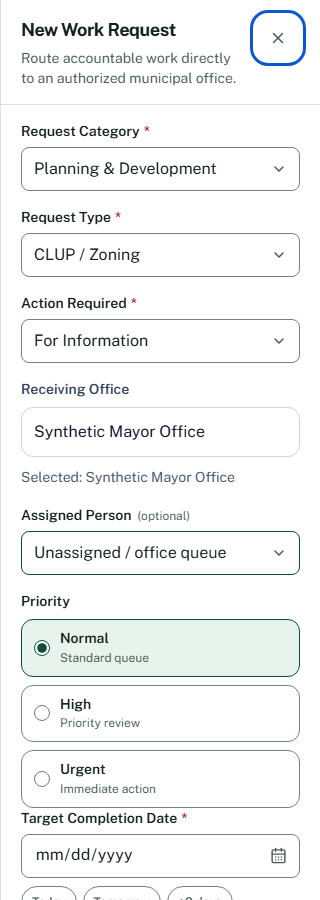 New Work Request
Route accountable work directly
to an authorized municipal office.
Request Category *
Planning & Development
Request Type *
CLUP / Zoning
Action Required *
For Information
Receiving Office
Synthetic Mayor Office
Selected: Synthetic Mayor Office
Assigned Person (optional)
Unassigned / office queue
Priority
Normal
Standard queue
High
Priority review
Urgent
Immediate action
Target Completion Date *
mm/dd/yyyy